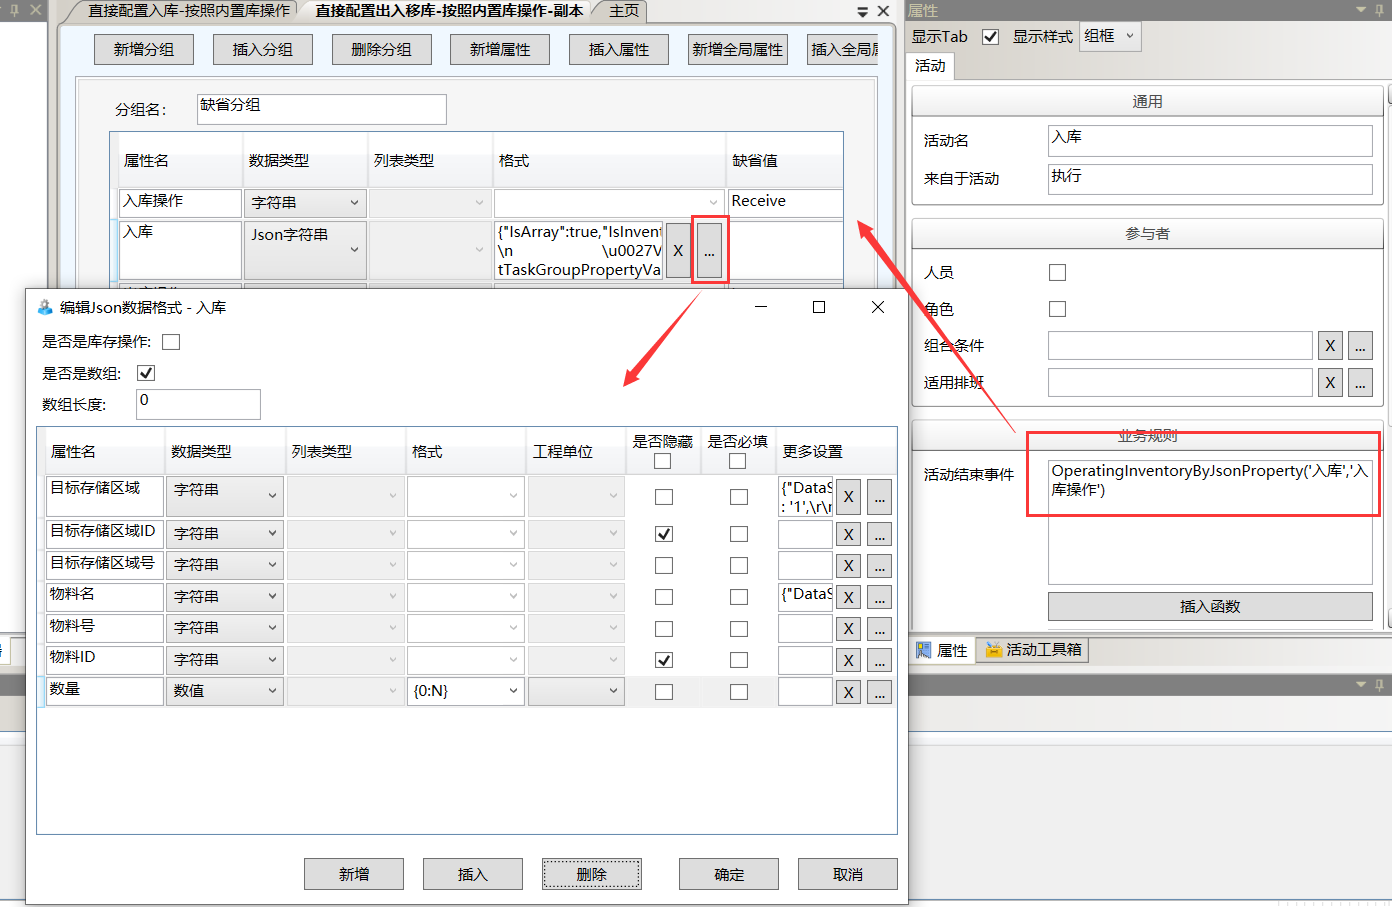 直接配置入库-按照内置库操作
直接配置出入移库-按照内置库操作-副本
主页
新增分组
插入分组
删除分组
新增属性
插入属性
新增全局属性
插入全局属
分组名:
缺省分组
属性名
数据类型
列表类型
格式
缺省值
入库操作
字符串
Receive
入库
Json字符串
{"IsArray":true,"IsInvent
\n \u0027V
tTaskGroupPropertyVa
X
...
编辑Json数据格式 - 入库
是否是库存操作:
是否是数组:
数组长度:
0
属性名
数据类型
列表类型
格式
工程单位
是否隐藏
是否必填
更多设置
目标存储区域
字符串
{"DataS
: '1',\r\n
X
...
目标存储区域ID
字符串
X
...
目标存储区域号
字符串
X
...
物料名
字符串
{"DataS
X
...
物料号
字符串
X
...
物料ID
字符串
X
...
数量
数值
{0:N}
X
...
新增
插入
删除
确定
取消
属性
显示Tab
显示样式
组框
活动
通用
活动名
入库
来自于活动
执行
参与者
人员
角色
组合条件
X
...
适用排班
X
...
业务规则
活动结束事件
OperatingInventoryByJsonProperty('入库','入
库操作')
插入函数
属性
活动工具箱